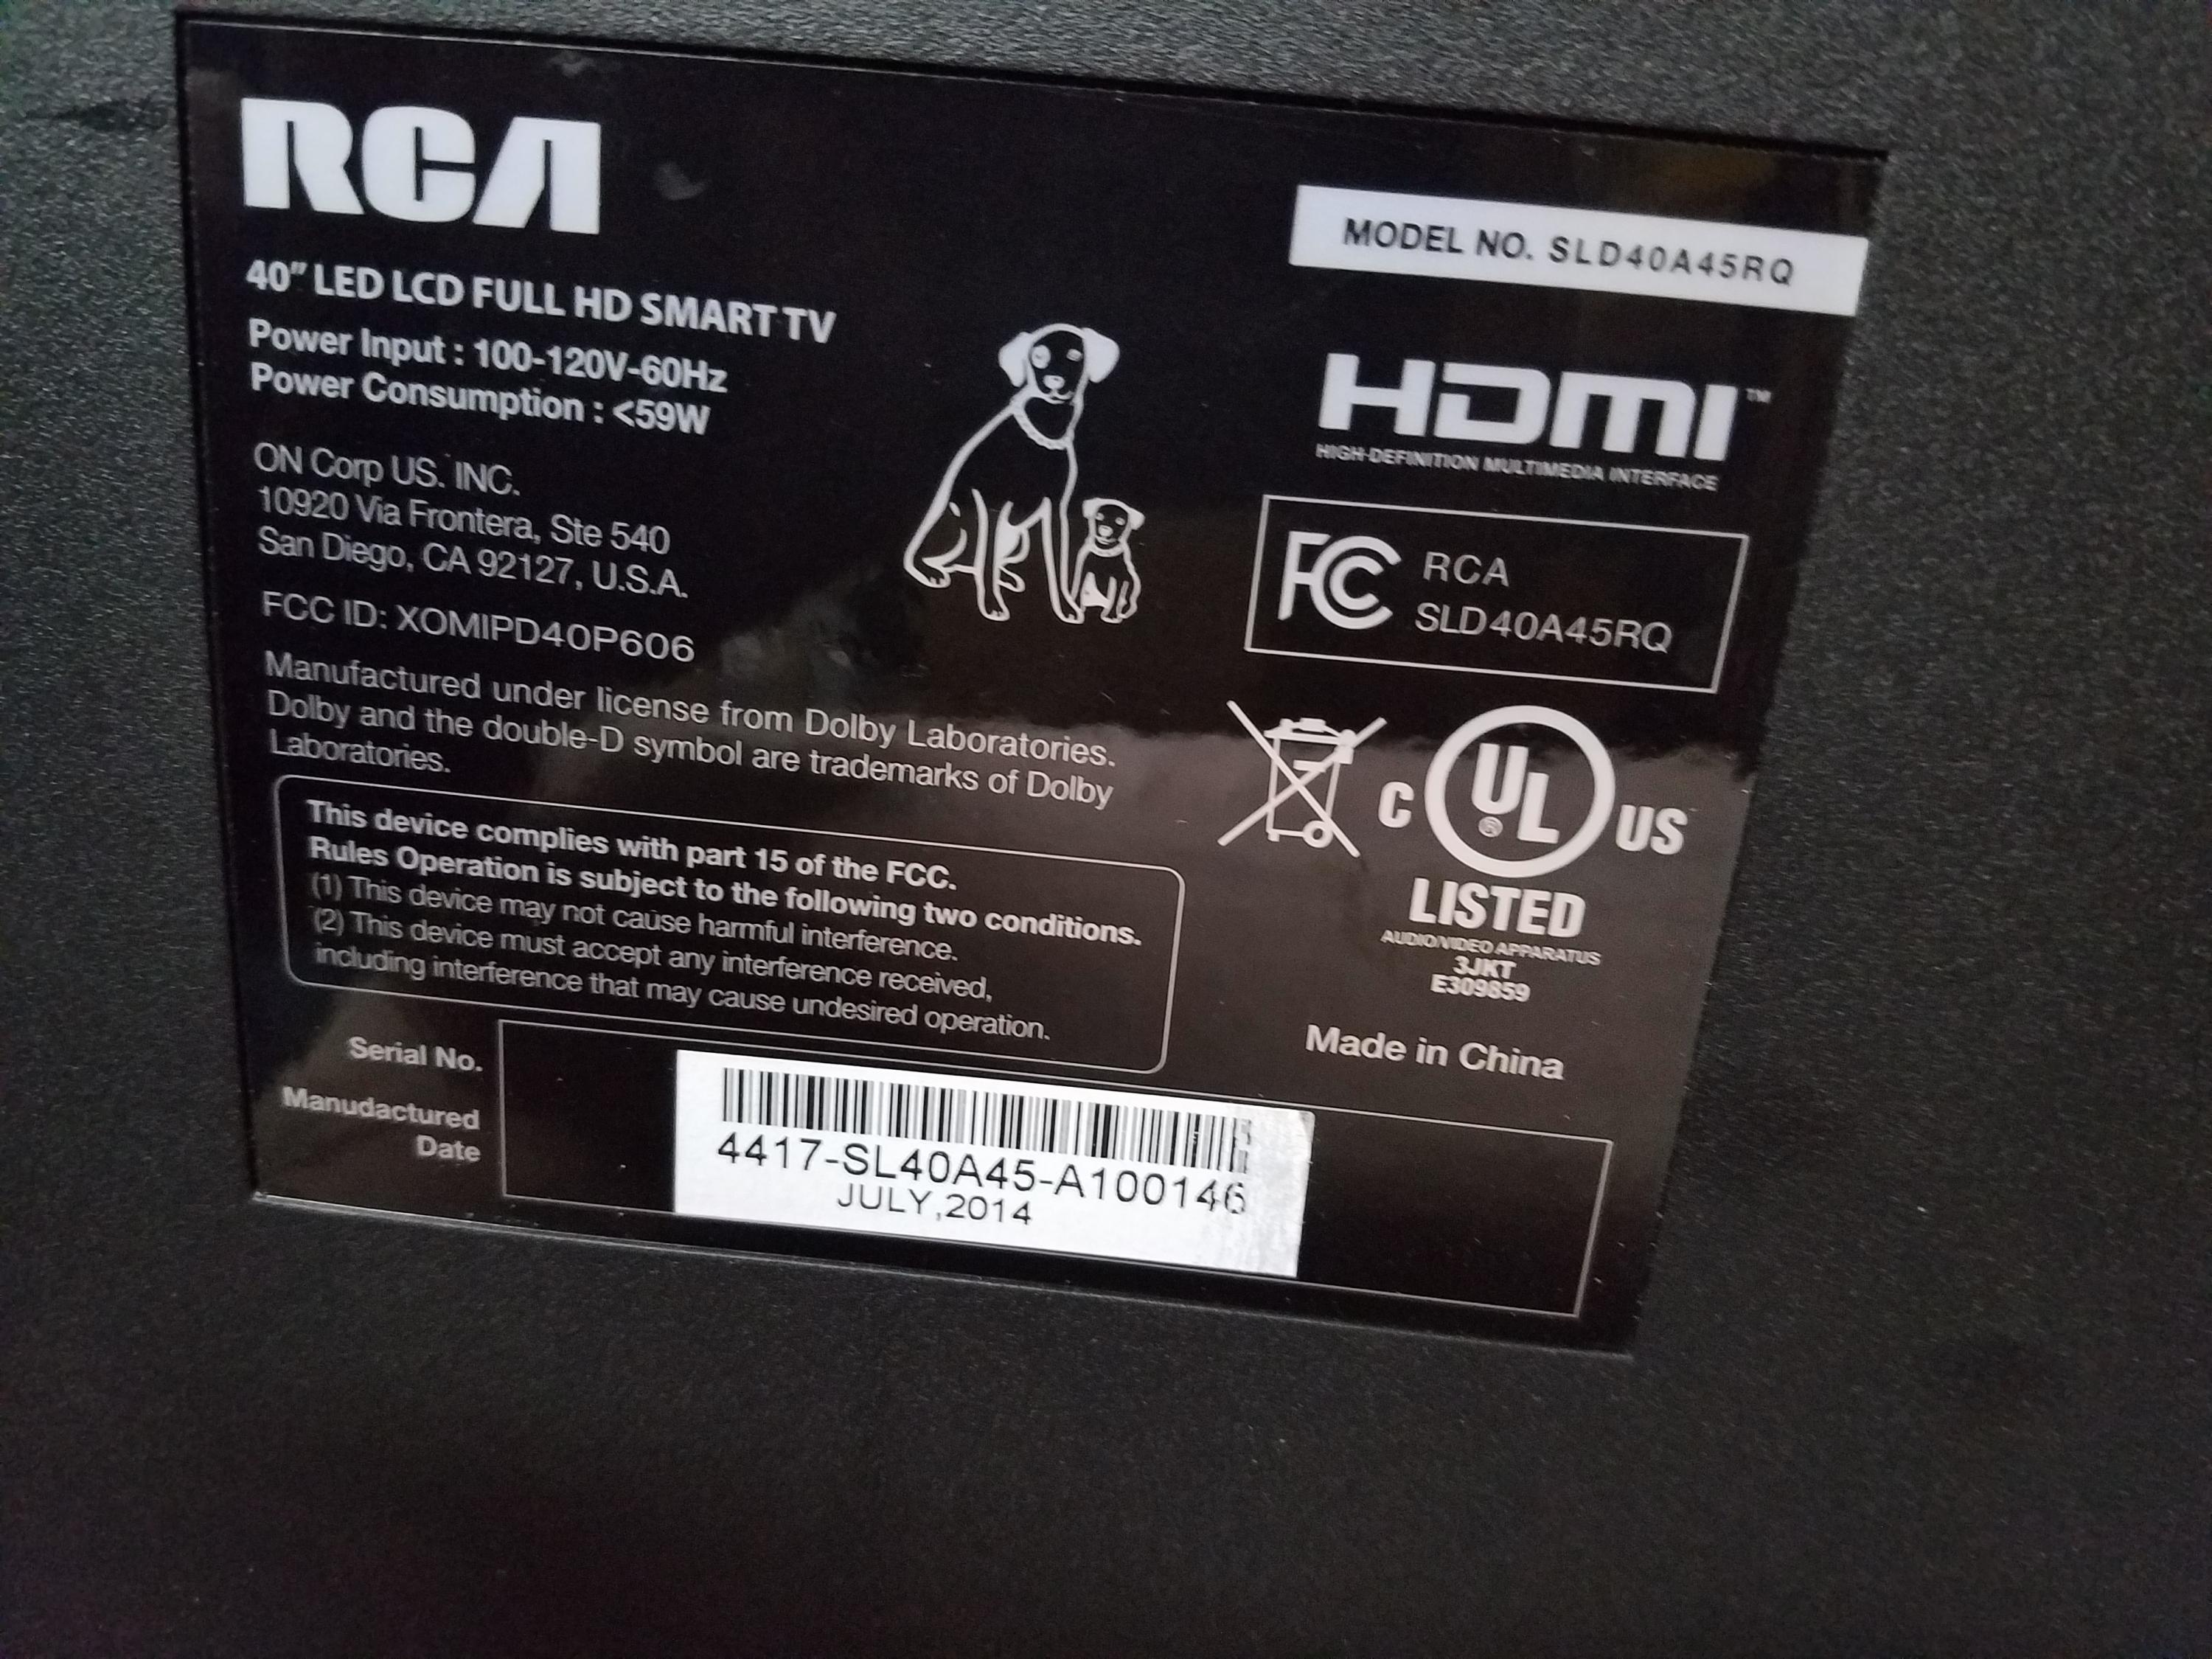 RCA
40" LED LCD FULL HD SMART TV
Power Input : 100-120V-60Hz
Power Consumption : <59W
ON Corp US. INC.
10920 Via Frontera, Ste 540
San Diego, CA 92127, U.S.A.
FCC ID: XOMIPD40P606
Manufactured under license from Dolby Laboratories.
Dolby and the double-D symbol are trademarks of Dolby
Laboratories.
This device complies with part 15 of the FCC.
Rules Operation is subject to the following two conditions.
(1) This device may not cause harmful interference.
(2) This device must accept any interference received,
including interference that may cause undesired operation.
MODEL NO. SLD40A45RQ
HDMI™
HIGH-DEFINITION MULTIMEDIA INTERFACE
FC RCA
SLD40A45RQ
C UL® US
LISTED
AUDIO/VIDEO APPARATUS
3JKT
E309859
Made in China
Serial No.
Manudactured
Date
4417-SL40A45-A100146
JULY,2014